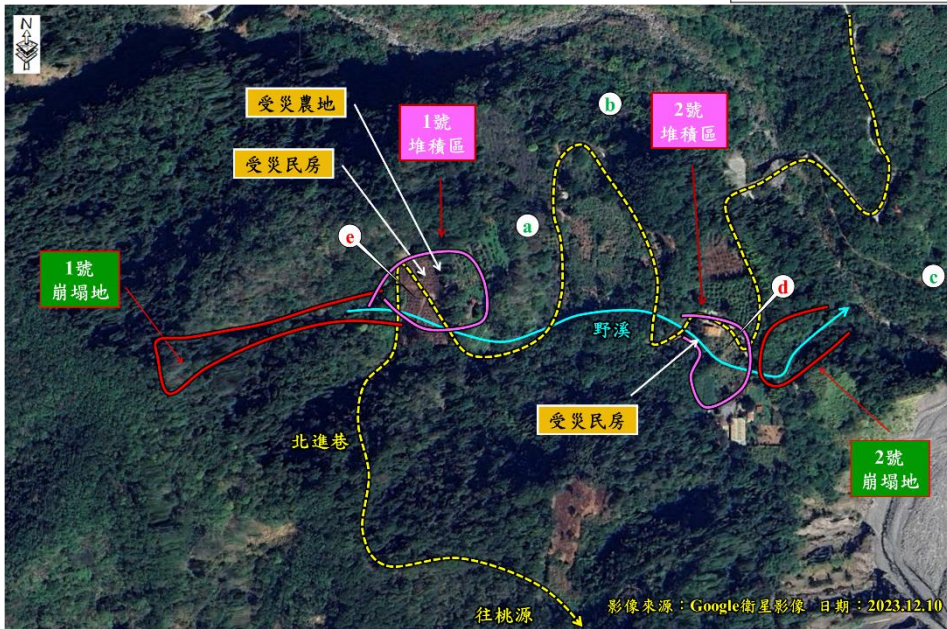 N
受災農地
受災民房
1號
堆積區
b
2號
堆積區
a
e
1號
崩塌地
c
d
野溪
受災民房
北進巷
2號
崩塌地
往桃源
影像來源：Google衛星影像 日期：2023.12.10